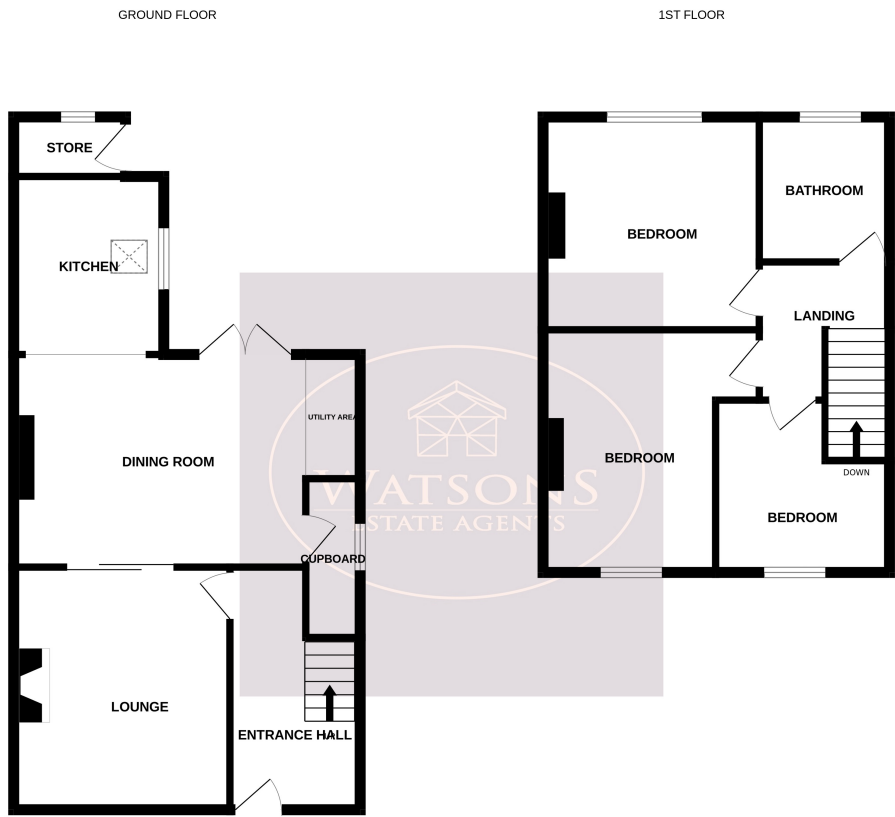 GROUND FLOOR
1ST FLOOR
STORE
KITCHEN
DINING ROOM
UTILITY AREA
CUPBOARD
LOUNGE
ENTRANCE HALL
UP
BEDROOM
BATHROOM
LANDING
BEDROOM
DOWN
BEDROOM
WATSONS
ESTATE AGENTS